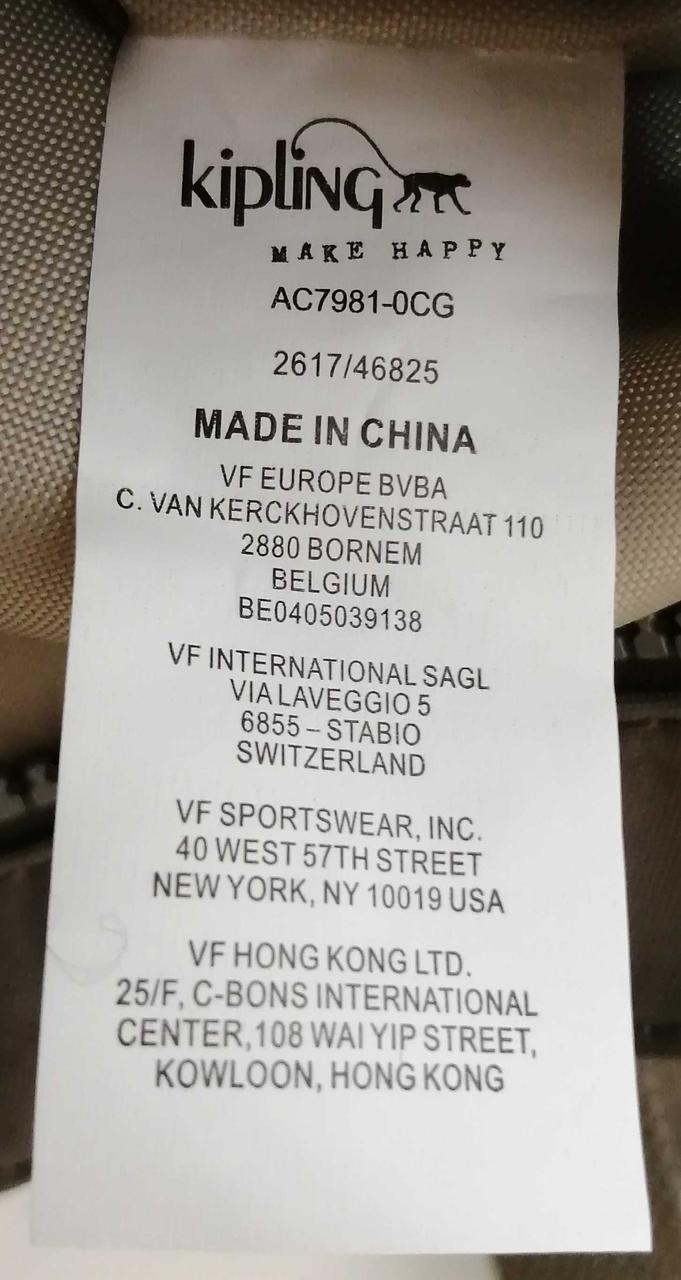 kipling
MAKE HAPPY
AC7981-0CG
2617/46825
MADE IN CHINA
VF EUROPE BVBA
C. VAN KERCKHOVENSTRAAT 110
2880 BORNEM
BELGIUM
BE0405039138
VF INTERNATIONAL SAGL
VIA LAVEGGIO 5
6855 – STABIO
SWITZERLAND
VF SPORTSWEAR, INC.
40 WEST 57TH STREET
NEW YORK, NY 10019 USA
VF HONG KONG LTD.
25/F, C-BONS INTERNATIONAL
CENTER,108 WAI YIP STREET,
KOWLOON, HONG KONG